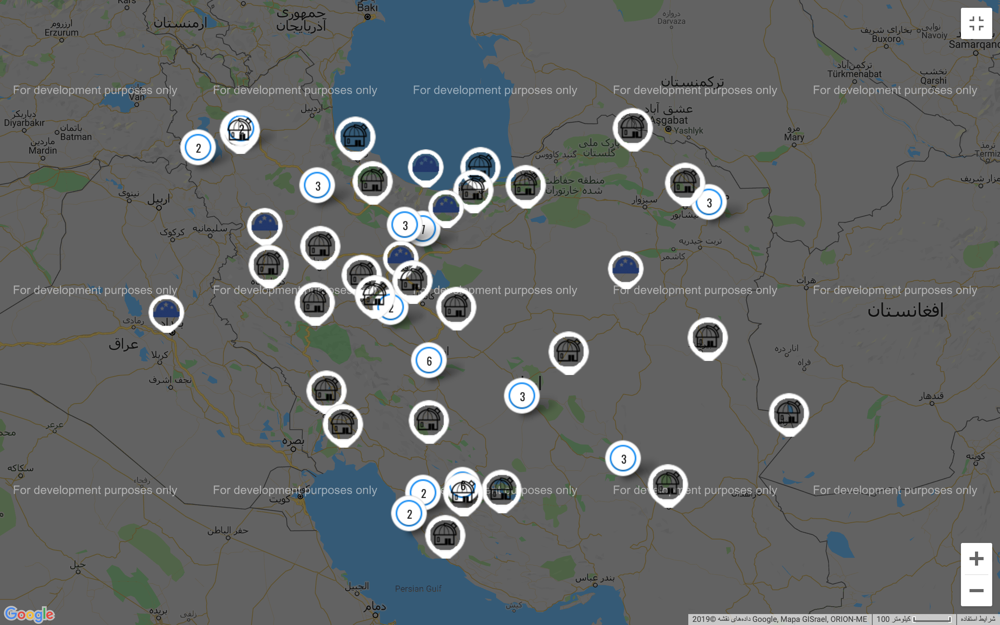 Kars
Bakı
ارزروم
Erzurum
ارمنستان
جمهوری
آذربایجان
دروازه
Darvaza
بخارای شریف
Buxoro
نوایی
Navoiy
Samarqand
ترکمن‌آباد
Türkmenabat
نخشب
Qarshi
ترکمنستان
For development purposes only
For development purposes only
For development purposes only
For development purposes only
For development purposes only
Van
دیاربکر
Diyarbakır
باتمان
Batman
ماردین
Mardin
اردبیل
عشق آباد
Aşgabat
Yashlyk
مرو
Mary
ترمذ
Termiz
2
2
3
پارک ملی
گلستان
گنبد کاووس
منطقه حفاظت
شده خارتوران
سبزوار
3
مزار شریف
نینوی
اربیل
کرکوک
سلیمانیه
3
تربت حیدریه
کاشمر
هرات
For development purposes only
For development purposes only
For development purposes only
For development purposes only
For development purposes only
2
رمادی
عراق
افغانستان
کربلا
6
انار دره
فراه
نجف اشرف
3
قندهار
عرعر
بصره
3
کویته
سکاکه
رفحاء
For development purposes only
For development purposes only
For development purposes only
For development purposes only
2
6
2
کویت
کویت
زاهدان
حفر الباطن
حیل
بندر عباس
الجبیل
Persian Gulf
دمام
کیش
بریده
زلفی
Google
داده‌های نقشه ©2019 Google, Mapa GISrael, ORION-ME
100 کیلومتر
شرایط استفاده